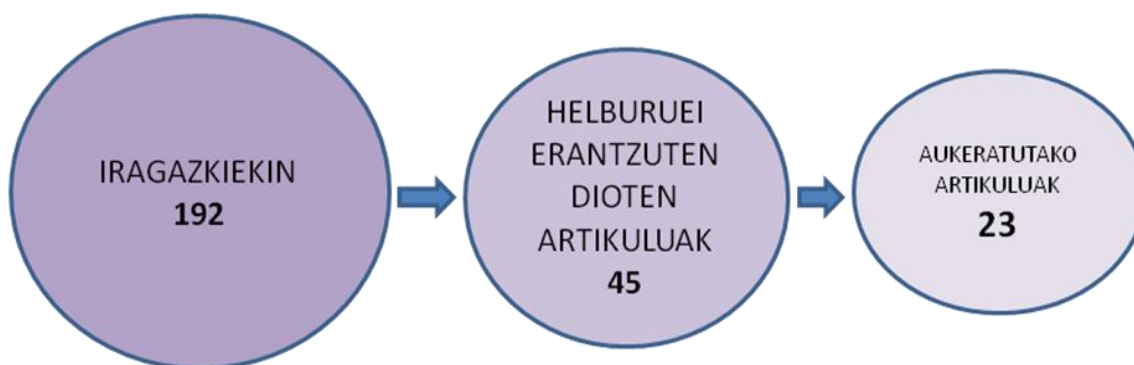 IRAGAZKIEKIN
192
HELBURUEI
ERANTZUTEN
DIOTEN
ARTIKULUAK
45
AUKERATUTAKO
ARTIKULUAK
23